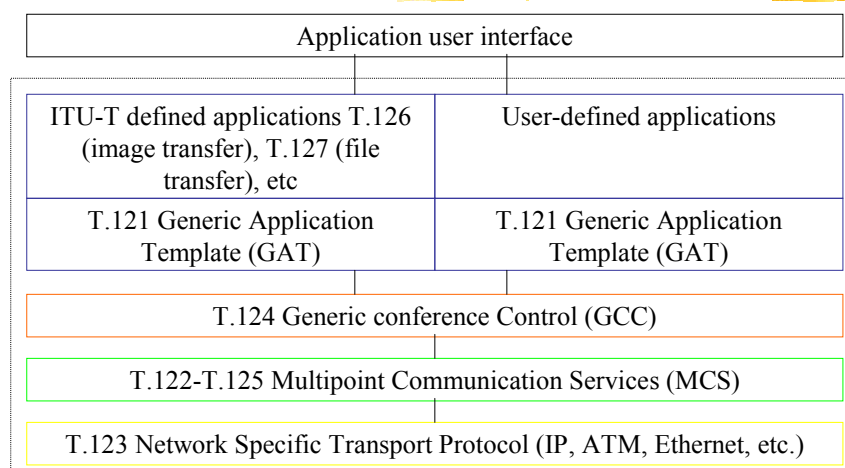 Application user interface
ITU-T defined applications T.126
(image transfer), T.127 (file
transfer), etc
User-defined applications
T.121 Generic Application
Template (GAT)
T.121 Generic Application
Template (GAT)
T.124 Generic conference Control (GCC)
T.122-T.125 Multipoint Communication Services (MCS)
T.123 Network Specific Transport Protocol (IP, ATM, Ethernet, etc.)